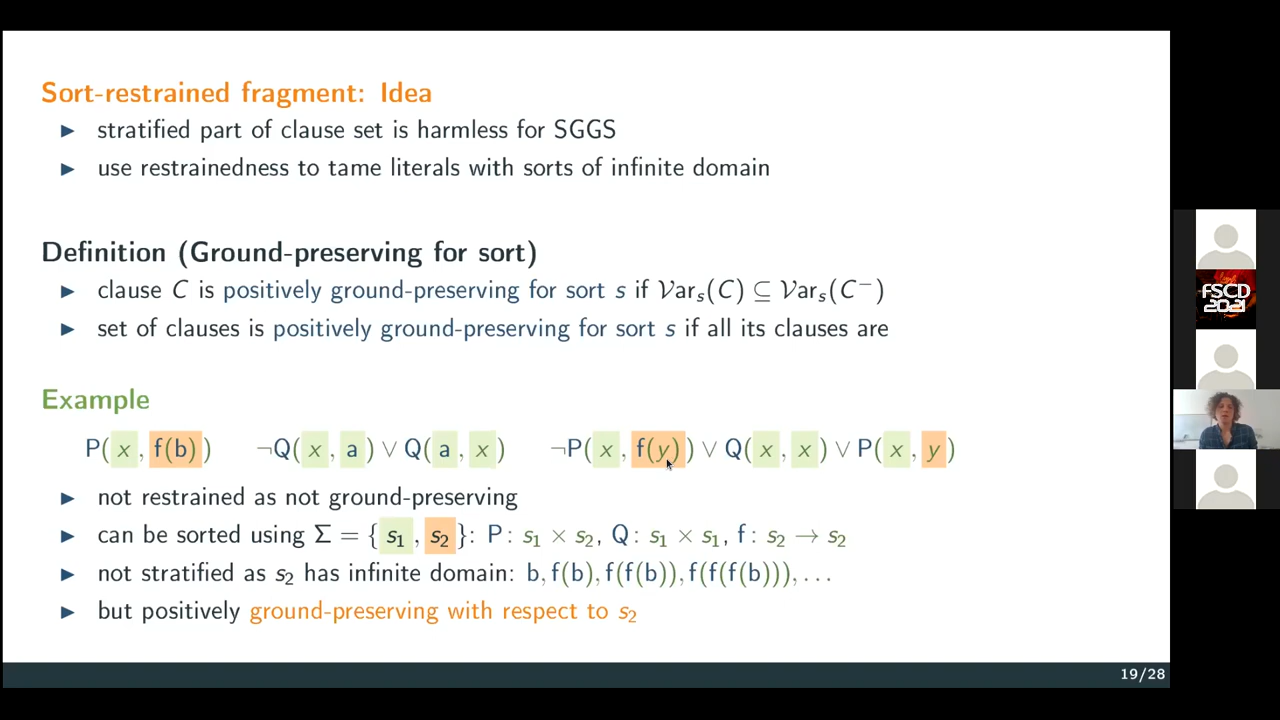 Sort-restrained fragment: Idea
▶ stratified part of clause set is harmless for SGGS
▶ use restrainedness to tame literals with sorts of infinite domain
Definition (Ground-preserving for sort)
▶ clause C is positively ground-preserving for sort s if 𝒱ar_s(C) ⊆ 𝒱ar_s(C⁻)
▶ set of clauses is positively ground-preserving for sort s if all its clauses are
Example
P(x, f(b)) ¬Q(x, a) ∨ Q(a, x) ¬P(x, f(y)) ∨ Q(x, x) ∨ P(x, y)
▶ not restrained as not ground-preserving
▶ can be sorted using Σ = {s₁, s₂}: P: s₁ × s₂, Q: s₁ × s₁, f: s₂ → s₂
▶ not stratified as s₂ has infinite domain: b, f(b), f(f(b)), f(f(f(b))), ...
▶ but positively ground-preserving with respect to s₂
19/28
FSCD
2021